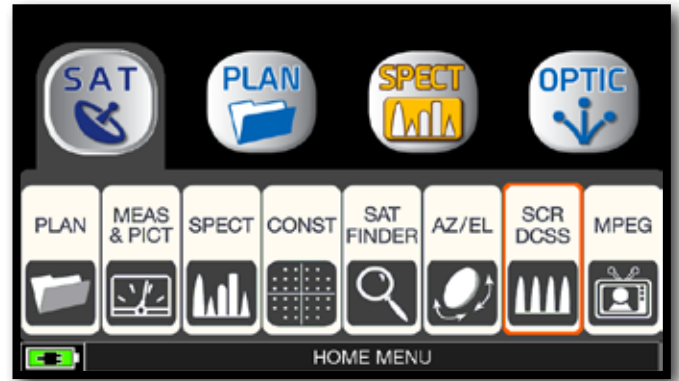 SAT
PLAN
SPECT
OPTIC
PLAN
MEAS
& PICT
SPECT
CONST
SAT
FINDER
AZ/EL
SCR
DCSS
MPEG
HOME MENU